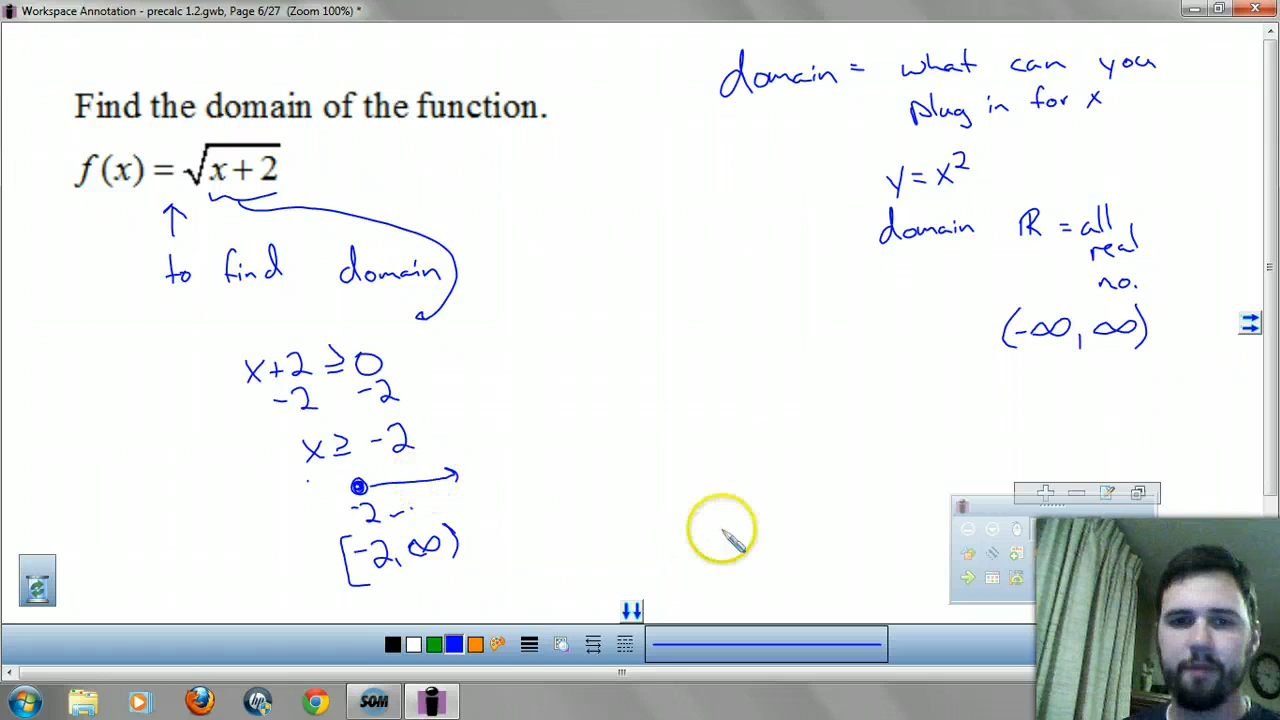 Workspace Annotation - precalc 1.2.gwb, Page 6/27 (Zoom 100%) *
Find the domain of the function.
f(x) = √x + 2
to find domain
x+2 ≥ 0
-2 -2
x ≥ -2
-2
[-2, ∞)
domain = what can you
plug in for x
y = x²
domain ℝ = all
real
no.
(-∞, ∞)
SOM